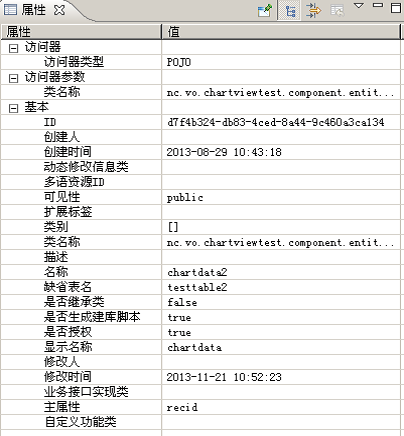 属性
属性 值
访问器
访问器类型 POJO
访问器参数
类名称 nc.vo.chartviewtest.component.entit...
基本
ID d7f4b324-db83-4ced-8a44-9c460a3ca134
创建人
创建时间 2013-08-29 10:43:18
动态修改信息类
多语资源ID
可见性 public
扩展标签
类别 []
类名称 nc.vo.chartviewtest.component.entit...
描述
名称 chartdata2
缺省表名 testtable2
是否继承类 false
是否生成建库脚本 true
是否授权 true
显示名称 chartdata
修改人
修改时间 2013-11-21 10:52:23
业务接口实现类
主属性 recid
自定义功能类